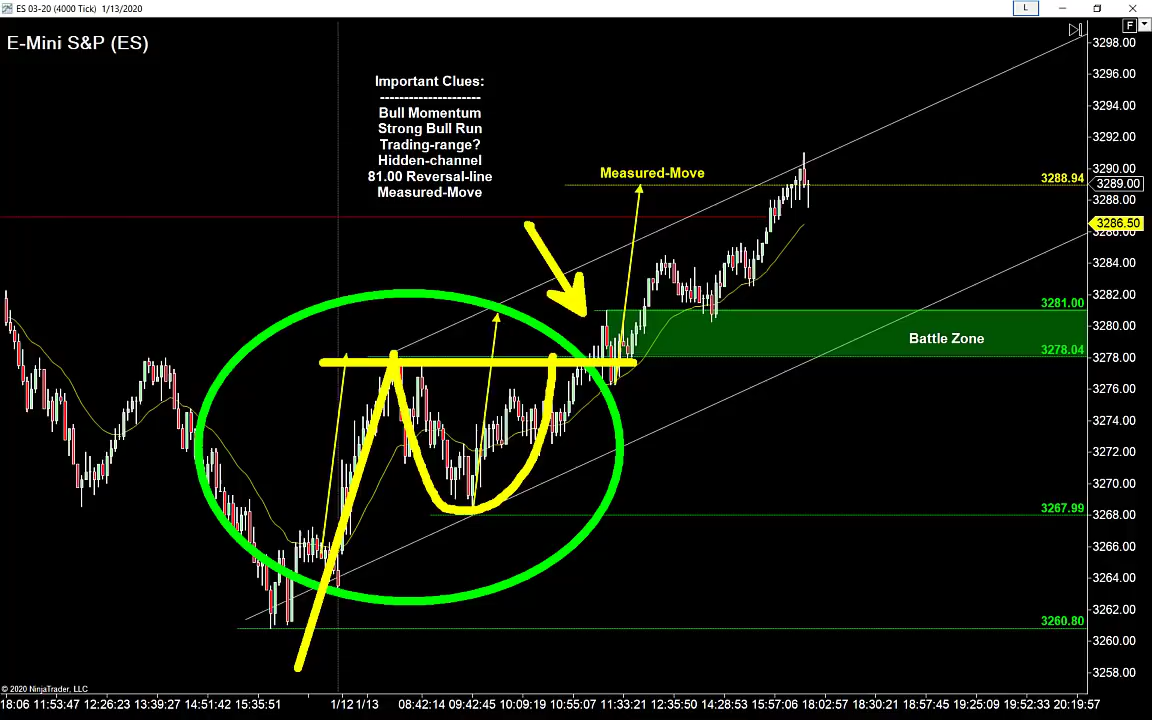 ES 03-20 (4000 Tick) 1/13/2020
L
F
E-Mini S&P (ES)
Important Clues:
---------------------
Bull Momentum
Strong Bull Run
Trading-range?
Hidden-channel
81.00 Reversal-line
Measured-Move
Measured-Move
Battle Zone
3288.94
3281.00
3278.04
3267.99
3260.80
3298.00
3296.00
3294.00
3292.00
3290.00
3289.00
3288.00
3286.50
3286.00
3284.00
3282.00
3280.00
3278.00
3276.00
3274.00
3272.00
3270.00
3268.00
3266.00
3264.00
3262.00
3260.00
3258.00
© 2020 NinjaTrader, LLC
18:06 11:53:47 12:26:23 13:39:27 14:51:42 15:35:51 1/12 1/13 08:42:14 09:42:45 10:09:19 10:55:07 11:33:21 12:35:50 14:28:53 15:57:06 18:02:57 18:30:21 18:57:45 19:25:09 19:52:33 20:19:57